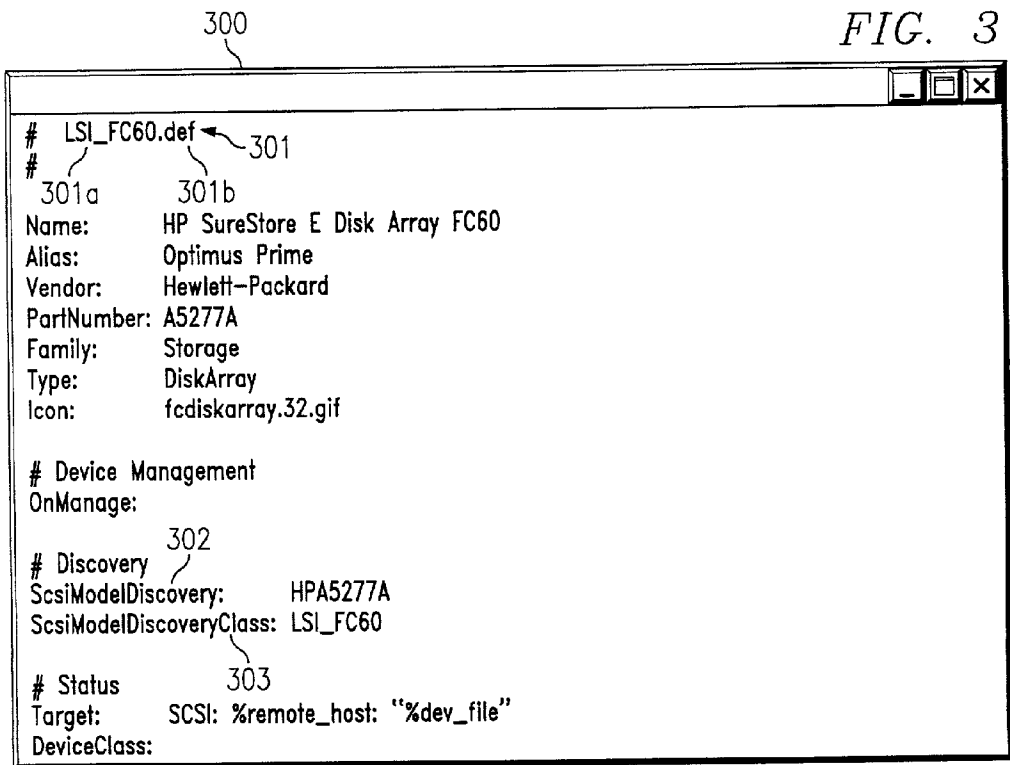 300
FIG. 3
# LSI_FC60.def 301
#
301a 301b
Name: HP SureStore E Disk Array FC60
Alias: Optimus Prime
Vendor: Hewlett-Packard
PartNumber: A5277A
Family: Storage
Type: DiskArray
Icon: fcdiskarray.32.gif
# Device Management
OnManage:
302
# Discovery
ScsiModelDiscovery: HPA5277A
ScsiModelDiscoveryClass: LSI_FC60
303
# Status
Target: SCSI: %remote_host: “%dev_file”
DeviceClass: